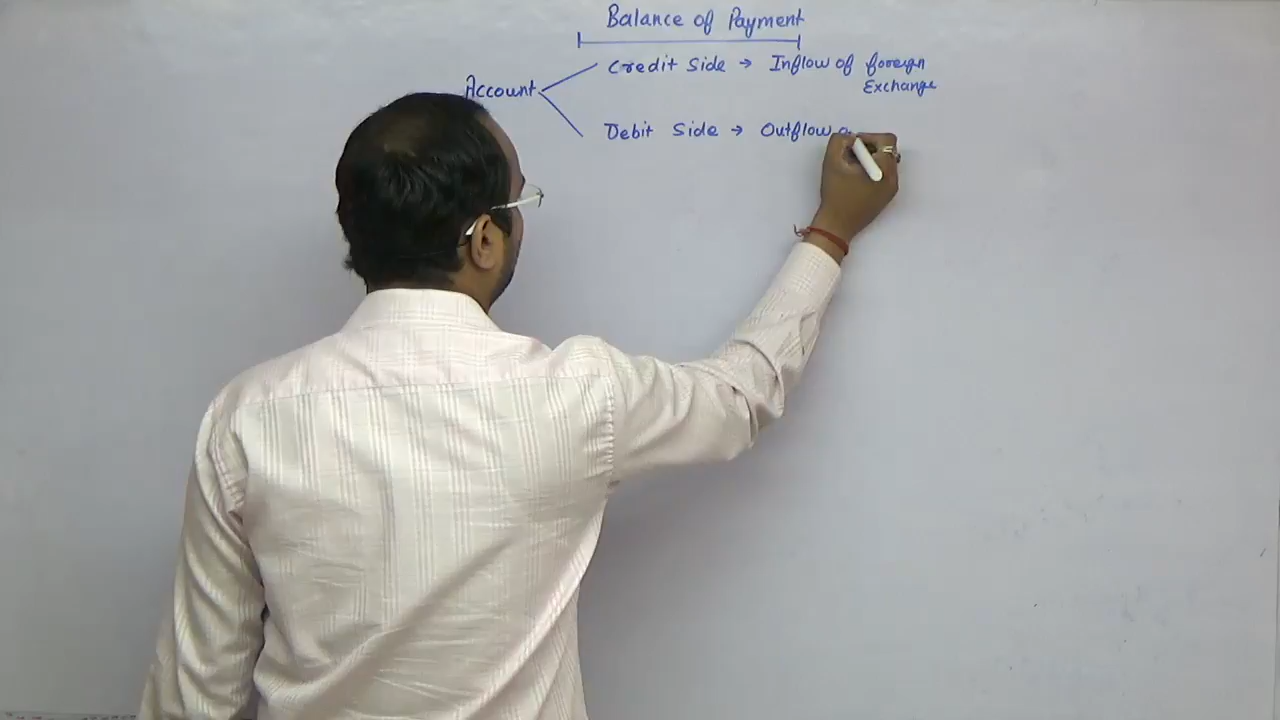 Balance of Payment
Credit Side → Inflow of foreign
Exchange
Account
Debit Side → Outflow